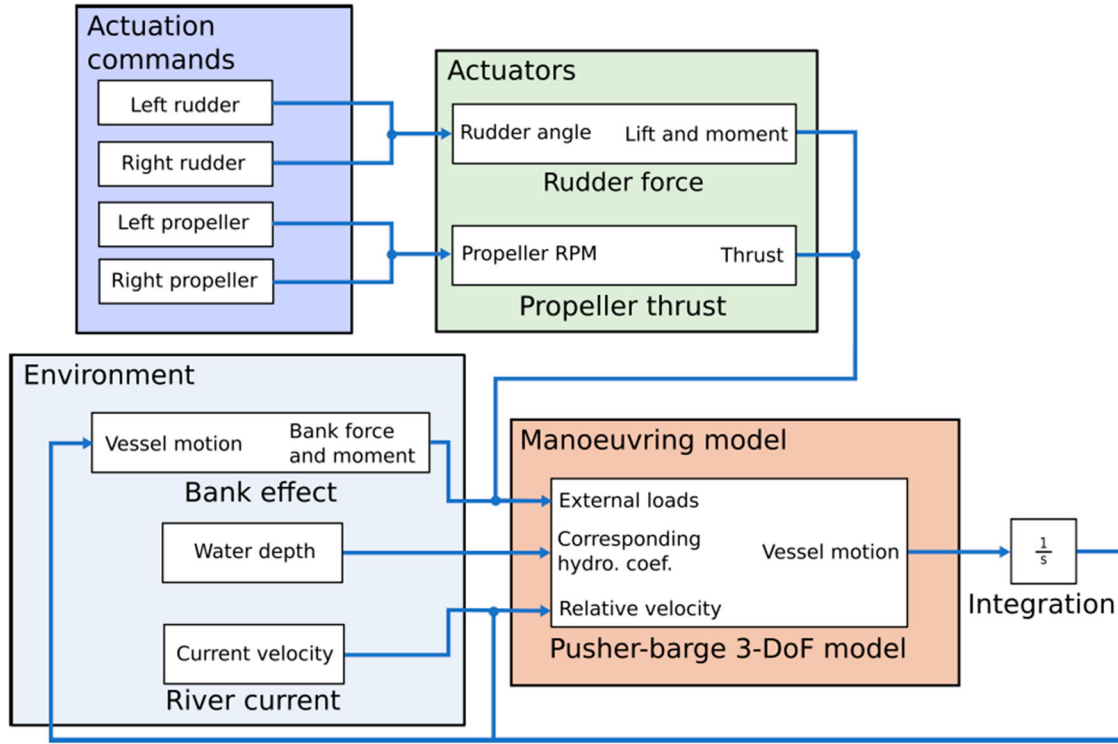 Actuation
commands
Left rudder
Right rudder
Left propeller
Right propeller
Actuators
Rudder angle
Lift and moment
Rudder force
Propeller RPM
Thrust
Propeller thrust
Environment
Vessel motion
Bank force
and moment
Bank effect
Water depth
Current velocity
River current
Manoeuvring model
External loads
Corresponding
hydro. coef.
Relative velocity
Vessel motion
Pusher-barge 3-DoF model
1
s
Integration